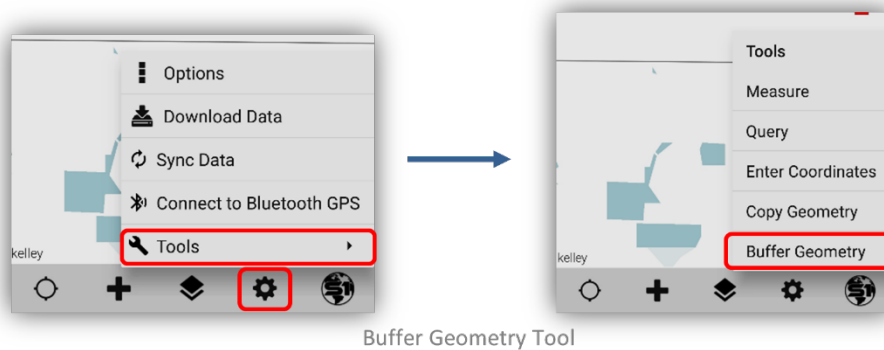 Options
Download Data
Sync Data
Connect to Bluetooth GPS
Tools
kelley
Tools
Measure
Query
Enter Coordinates
Copy Geometry
Buffer Geometry
kelley
Buffer Geometry Tool